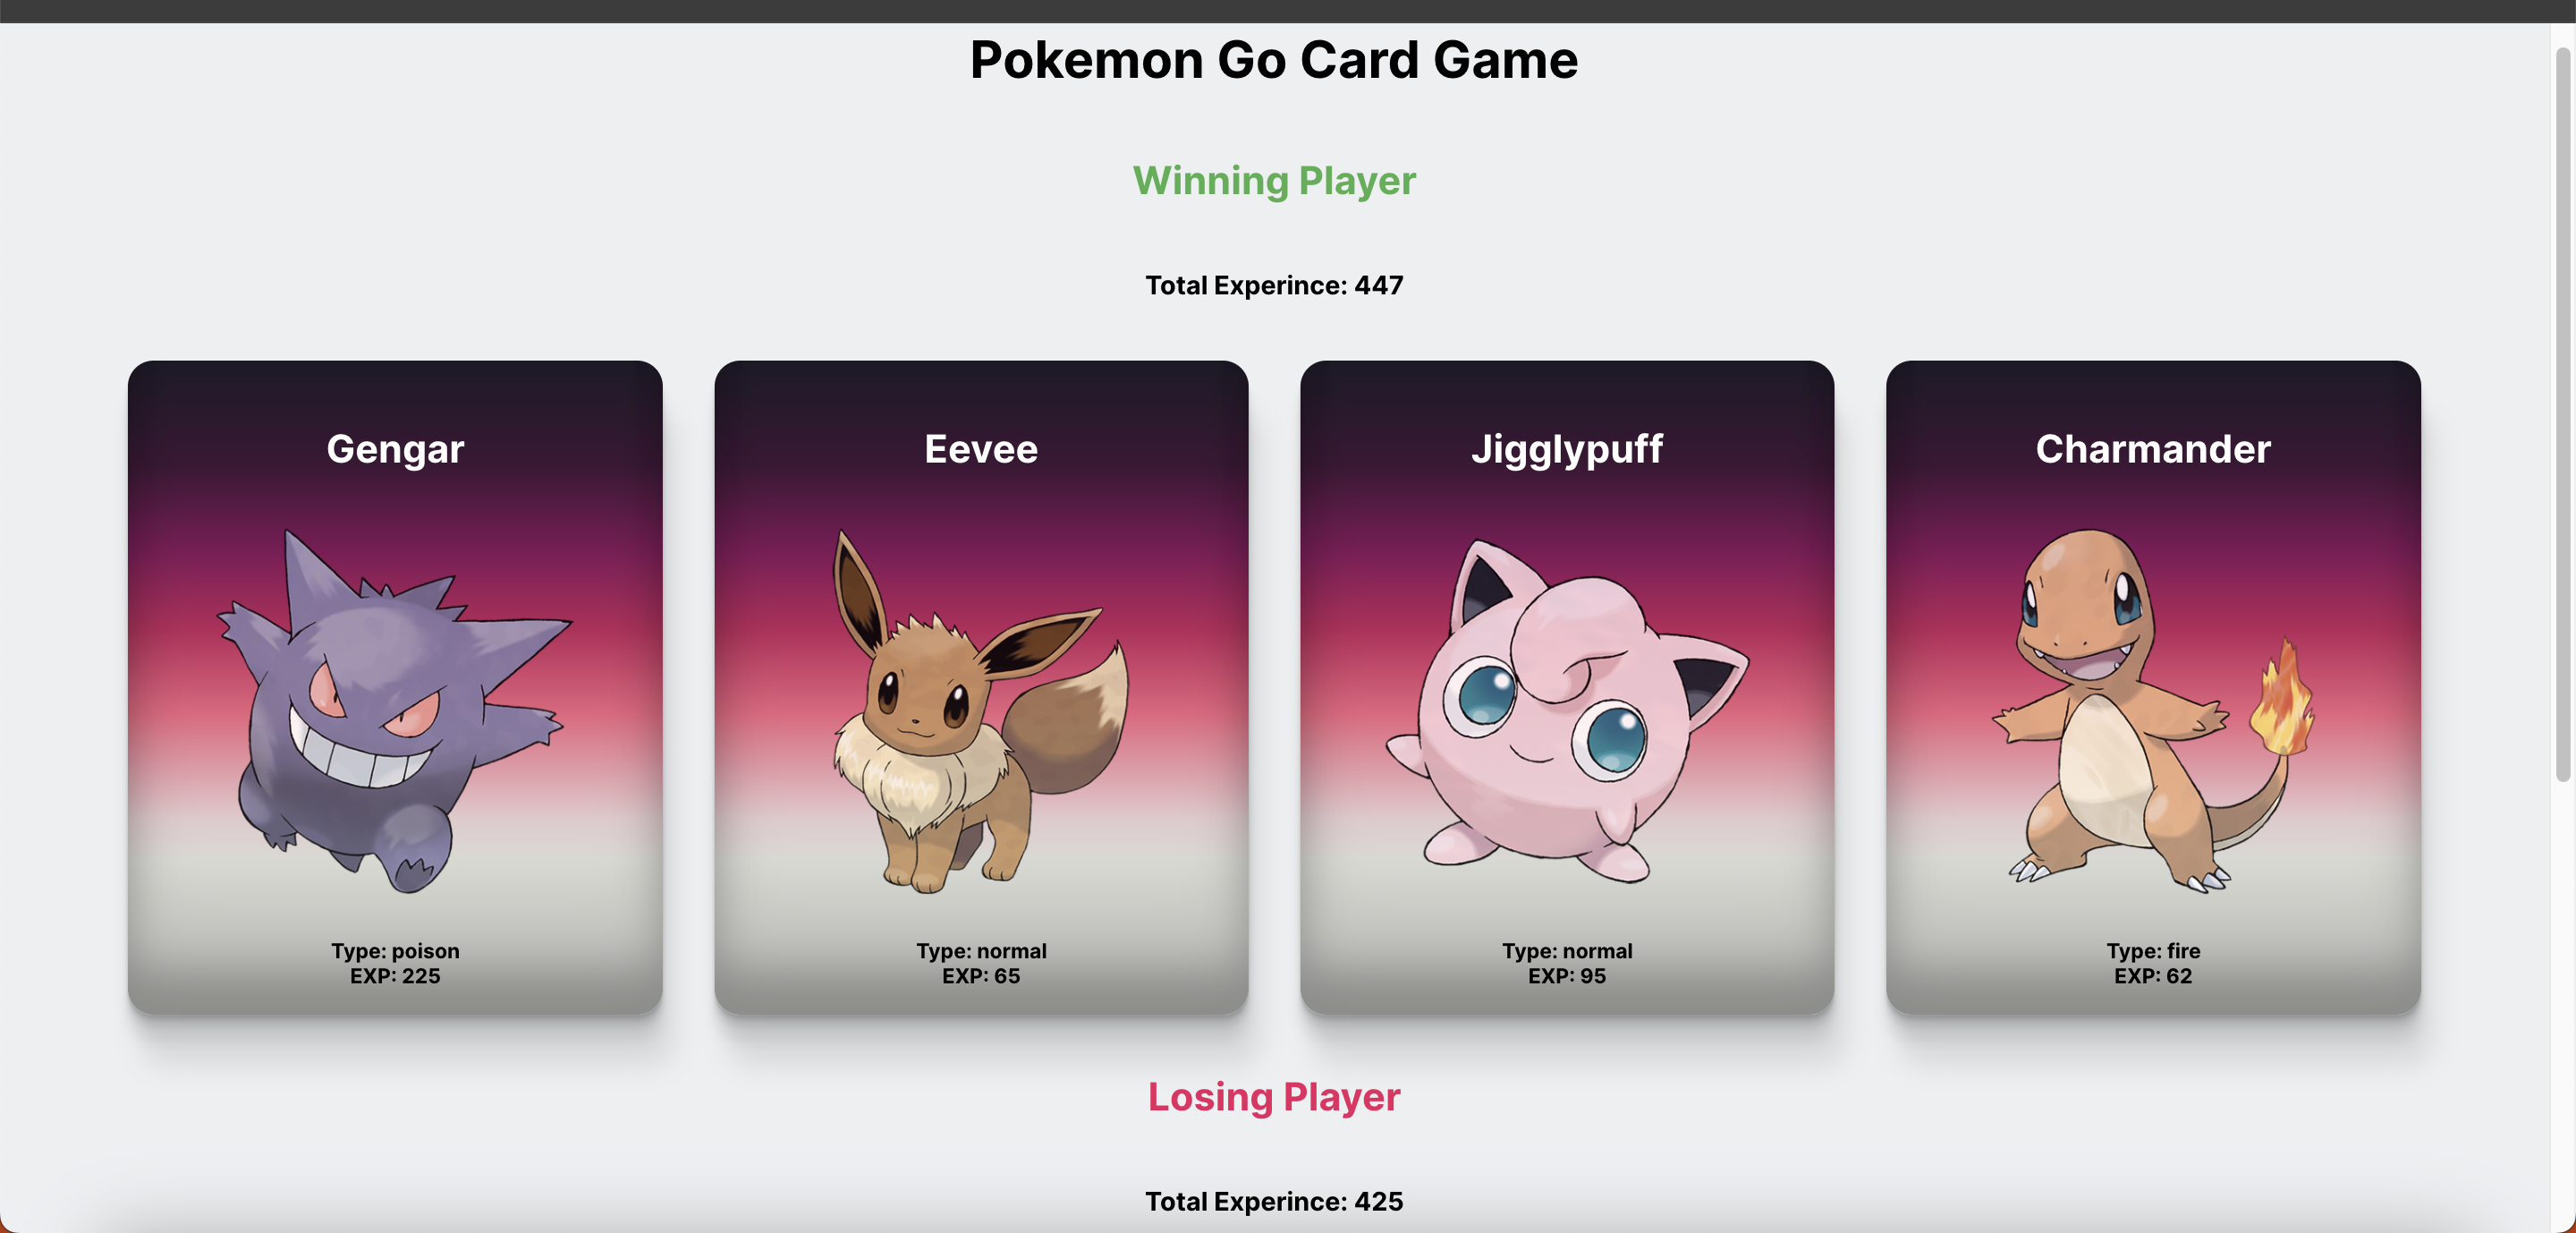 Pokemon Go Card Game
Winning Player
Total Experince: 447
Gengar
Type: poison
EXP: 225
Eevee
Type: normal
EXP: 65
Jigglypuff
Type: normal
EXP: 95
Charmander
Type: fire
EXP: 62
Losing Player
Total Experince: 425